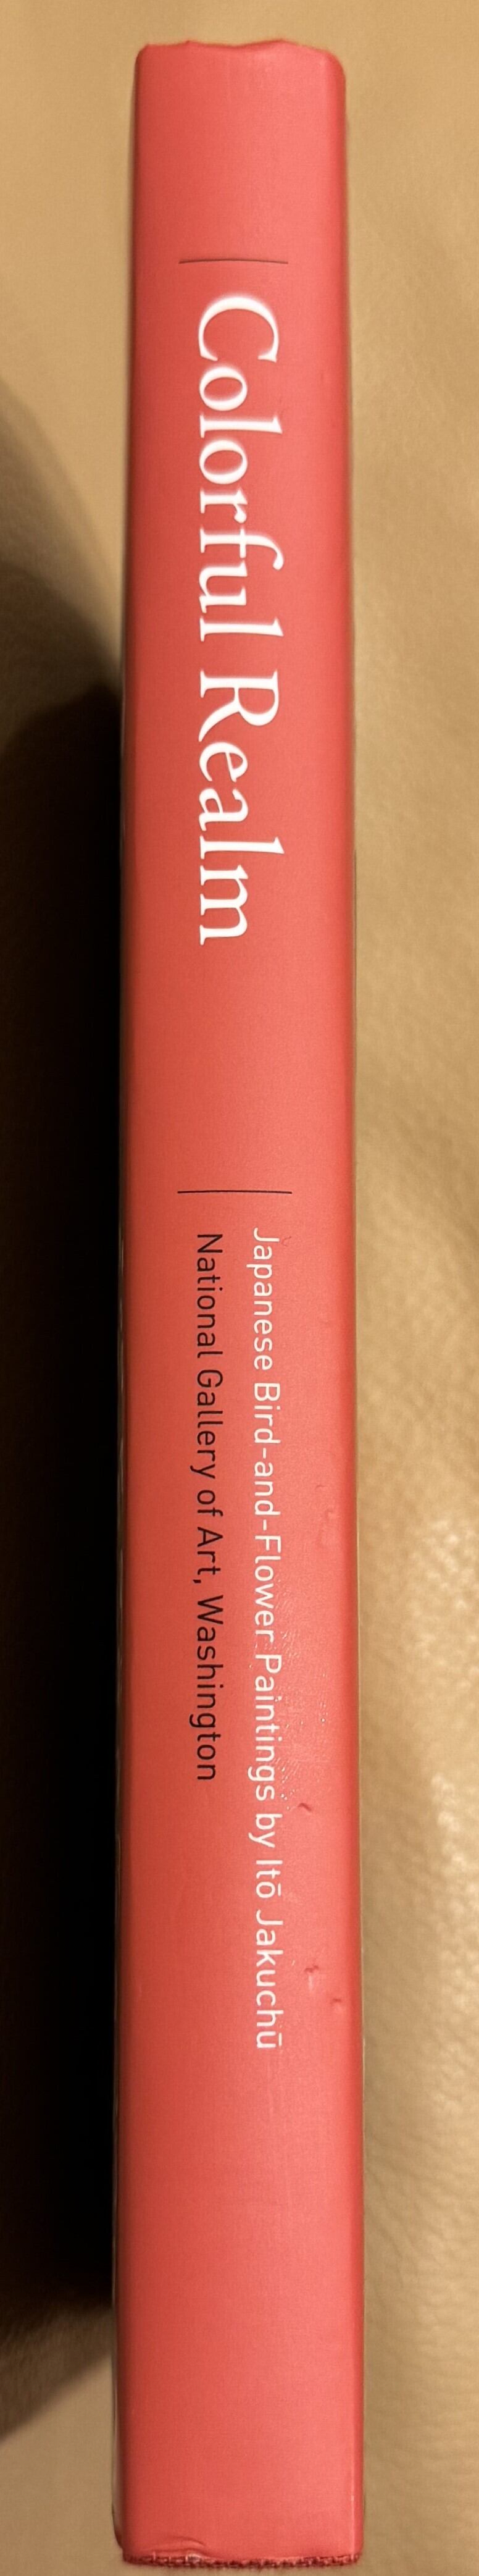 Colorful Realm
Japanese Bird-and-Flower Paintings by Itō Jakuchū
National Gallery of Art, Washington